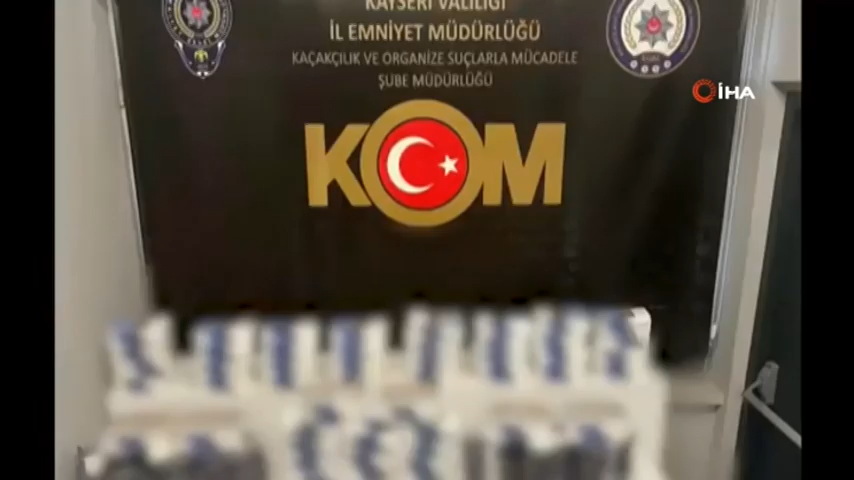 KAYSERİ VALİLİĞİ
İL EMNİYET MÜDÜRLÜĞÜ
KAÇAKÇILIK VE ORGANİZE SUÇLARLA MÜCADELE
ŞUBE MÜDÜRLÜĞÜ
İHA
KOM